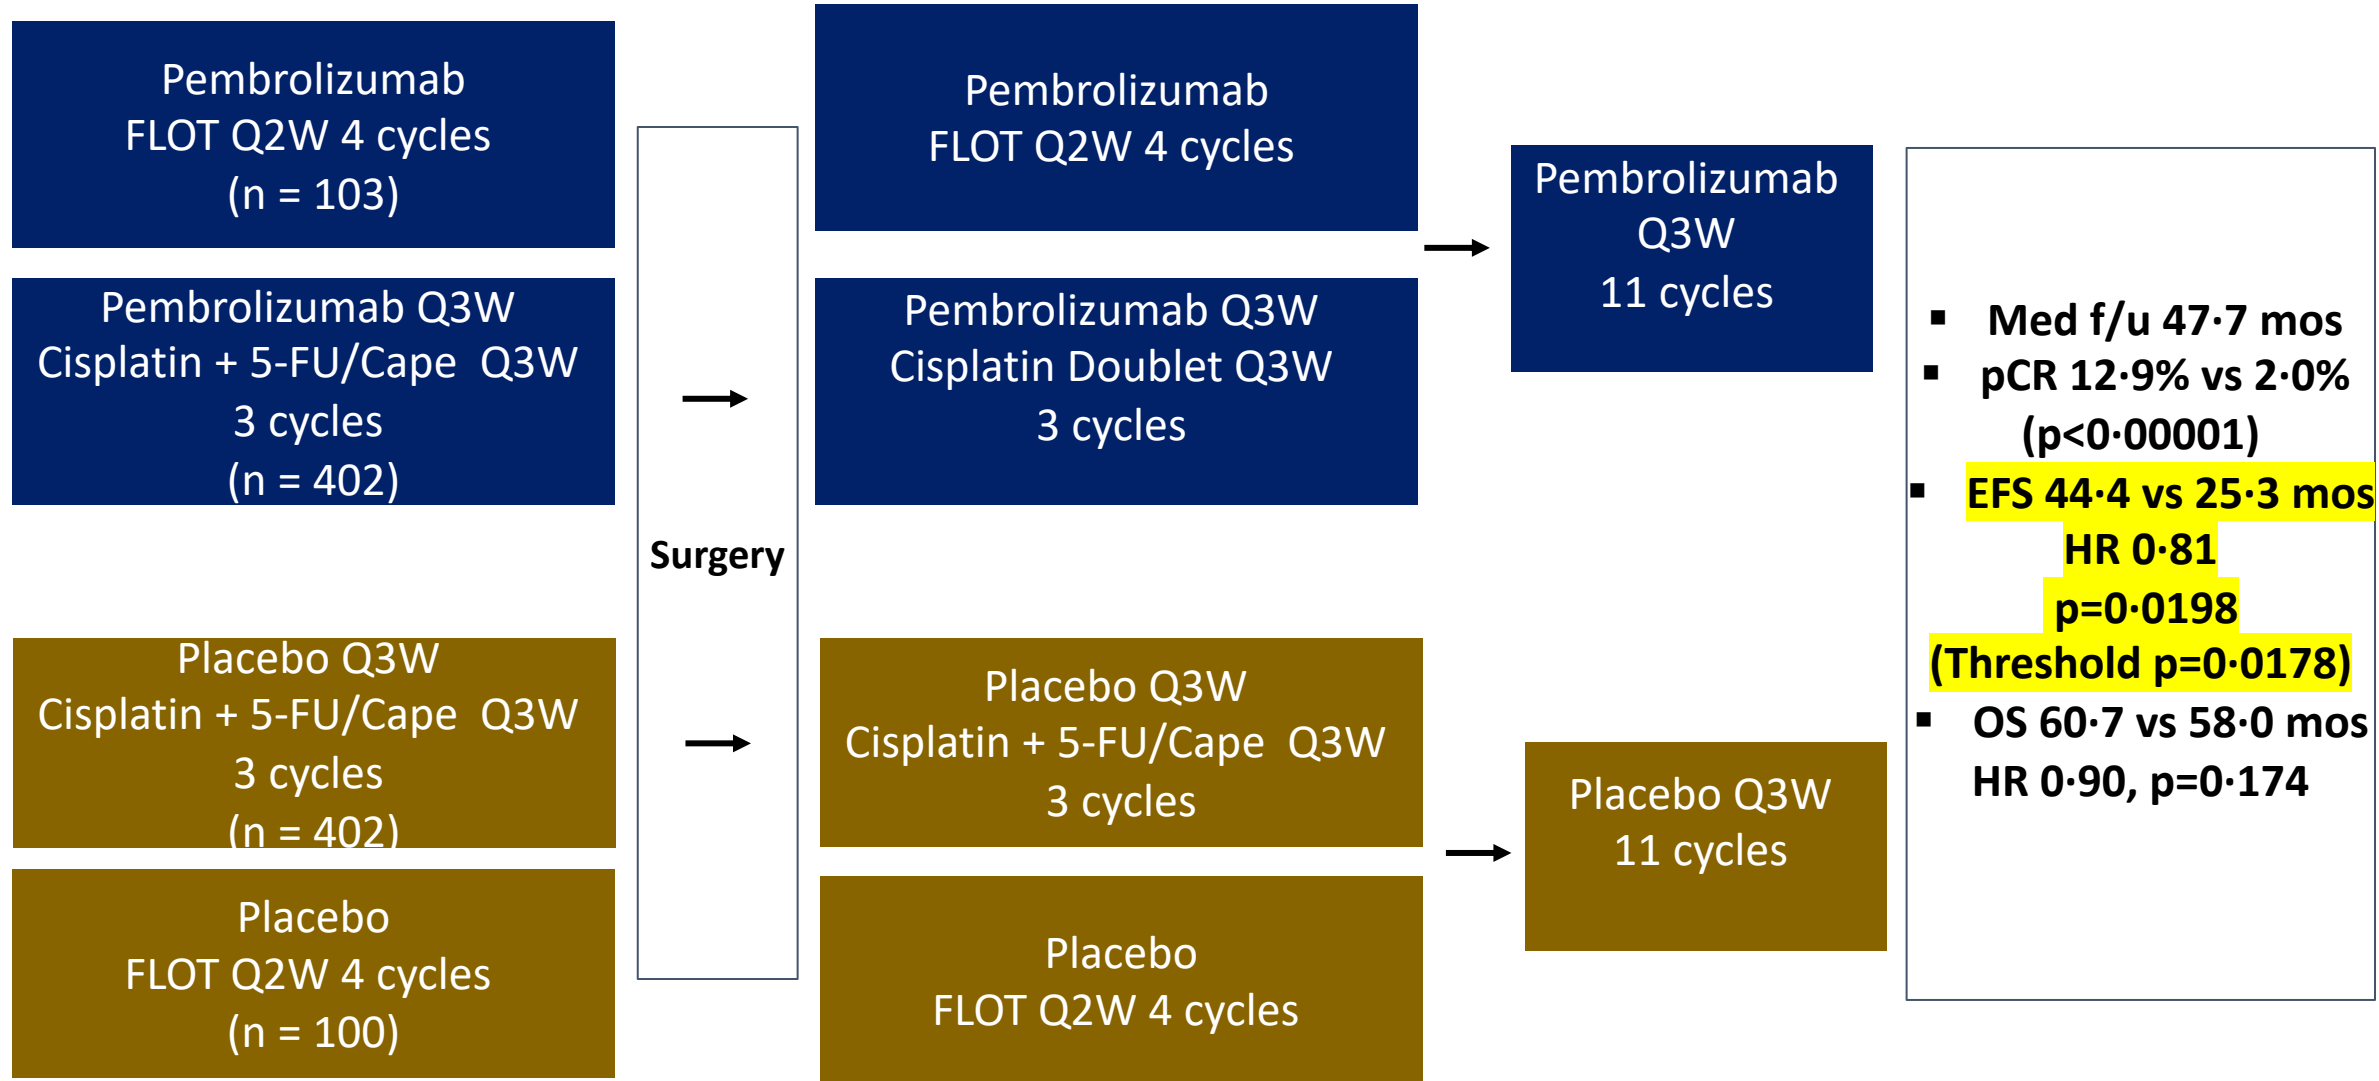 Pembrolizumab
FLOT Q2W 4 cycles
(n = 103)
Pembrolizumab Q3W
Cisplatin + 5-FU/Cape  Q3W
3 cycles
(n = 402)
Placebo Q3W
Cisplatin + 5-FU/Cape  Q3W
3 cycles
(n = 402)
Placebo
FLOT Q2W 4 cycles
(n = 100)
Surgery
Pembrolizumab
FLOT Q2W 4 cycles
Pembrolizumab Q3W
Cisplatin Doublet Q3W
3 cycles
Placebo Q3W
Cisplatin + 5-FU/Cape  Q3W
3 cycles
Placebo
FLOT Q2W 4 cycles
Pembrolizumab
Q3W
11 cycles
Placebo Q3W
11 cycles
▪ Med f/u 47·7 mos
▪ pCR 12·9% vs 2·0%
(p<0·00001)
▪ EFS 44·4 vs 25·3 mos
HR 0·81
p=0·0198
(Threshold p=0·0178)
▪ OS 60·7 vs 58·0 mos
HR 0·90, p=0·174